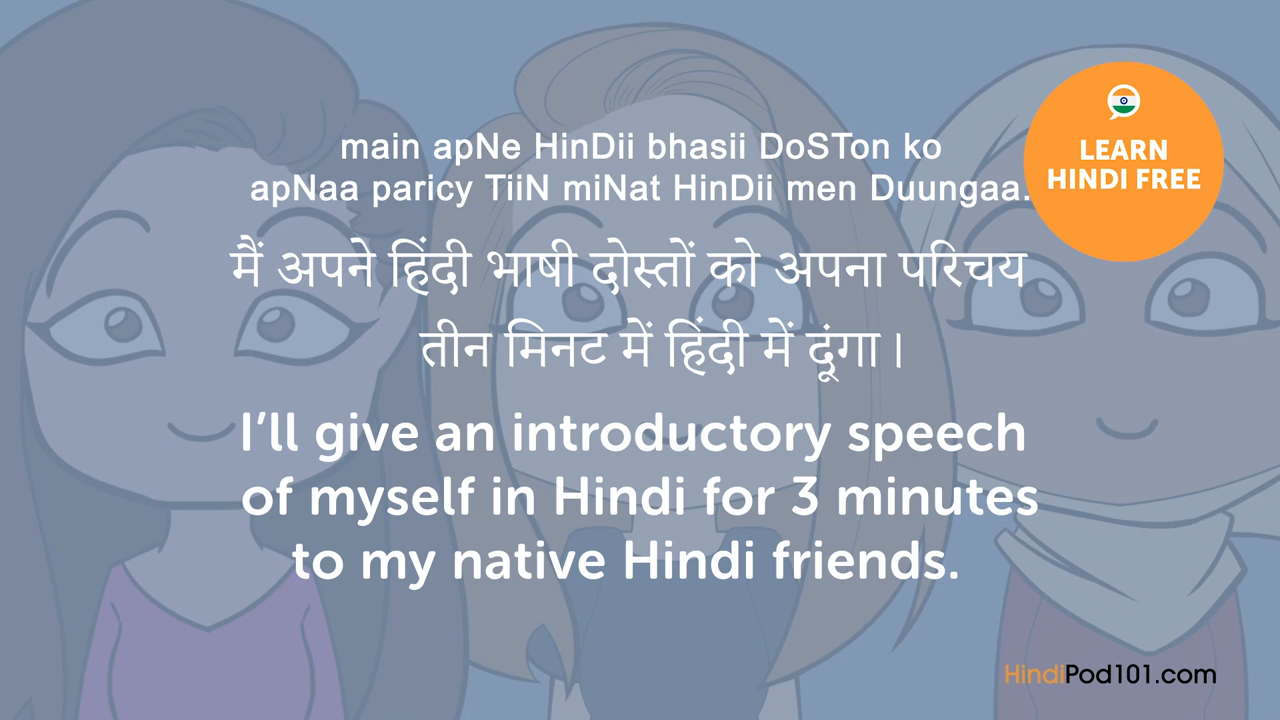 main apNe HinDii bhasii DoSTon ko
apNaa paricy TiiN miNat HinDii men Duungaa.
LEARN
HINDI FREE
मैं अपने हिंदी भाषी दोस्तों को अपना परिचय
तीन मिनट में हिंदी में दूंगा।
I'll give an introductory speech
of myself in Hindi for 3 minutes
to my native Hindi friends.
HindiPod101.com